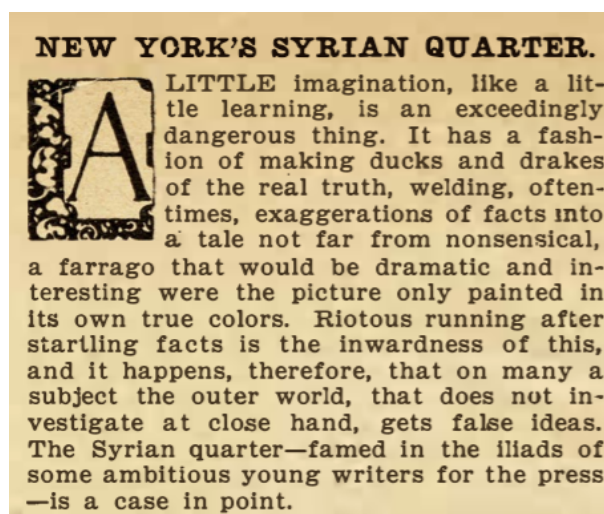 NEW YORK'S SYRIAN QUARTER.
A LITTLE imagination, like a lit-
tle learning, is an exceedingly
dangerous thing. It has a fash-
ion of making ducks and drakes
of the real truth, welding, often-
times, exaggerations of facts into
a tale not far from nonsensical,
a farrago that would be dramatic and in-
teresting were the picture only painted in
its own true colors. Riotous running after
startling facts is the inwardness of this,
and it happens, therefore, that on many a
subject the outer world, that does not in-
vestigate at close hand, gets false ideas.
The Syrian quarter—famed in the iliads of
some ambitious young writers for the press
—is a case in point.